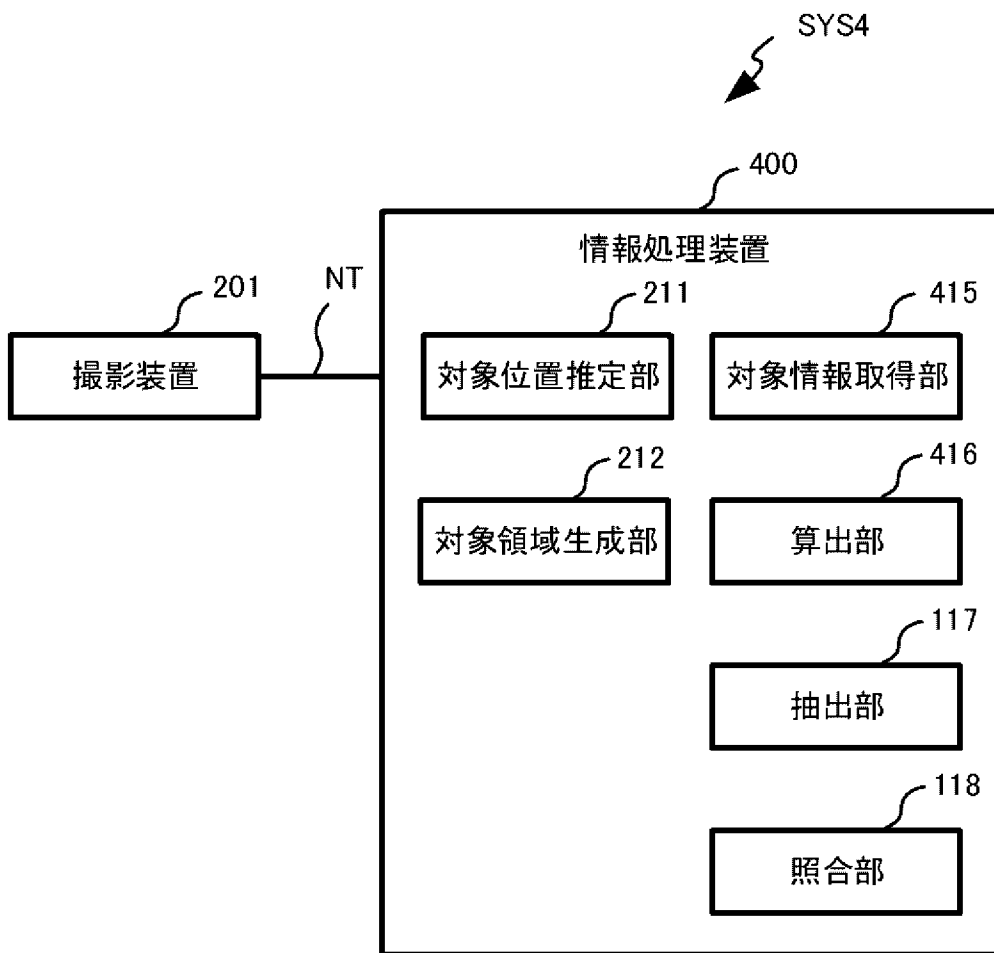 SYS4
400
情報処理装置
NT
201
211
415
撮影装置
対象位置推定部
対象情報取得部
212
416
対象領域生成部
算出部
117
抽出部
118
照合部